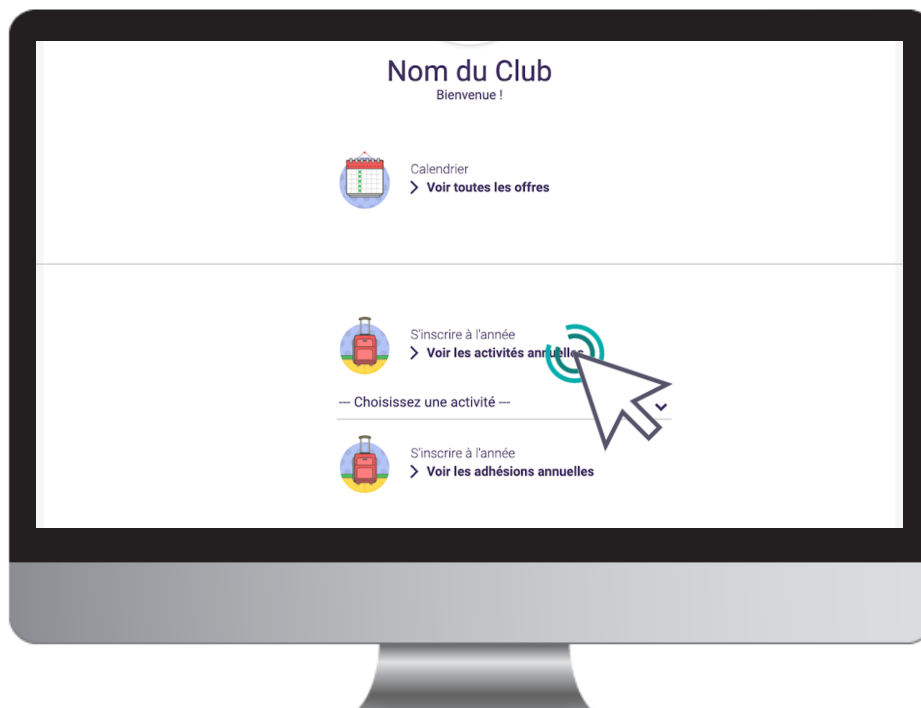 Nom du Club
Bienvenue !
Calendrier
Voir toutes les offres
S'inscrire à l'année
Voir les activités annuelles
--- Choisissez une activité ---
S'inscrire à l'année
Voir les adhésions annuelles